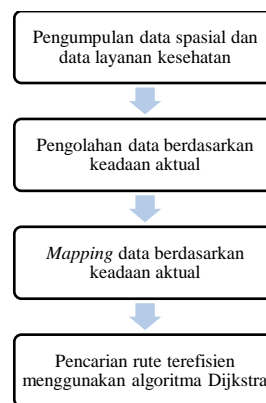 Pengumpulan data spasial dan
data layanan kesehatan
Pengolahan data berdasarkan
keadaan aktual
Mapping data berdasarkan
keadaan aktual
Pencarian rute terefisien
menggunakan algoritma Dijkstra